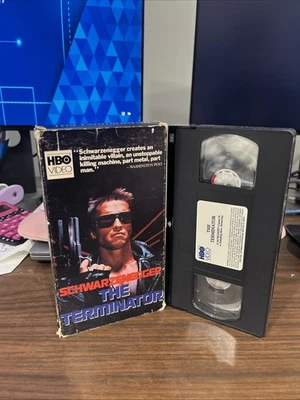 HBO
VIDEO
"Schwarzenegger creates an
inimitable villain, an unstoppable
killing machine, part metal, part
man."
- WASHINGTON POST
SCHWARZENEGGER
THE
TERMINATOR
THE
TERMINATOR
HBO